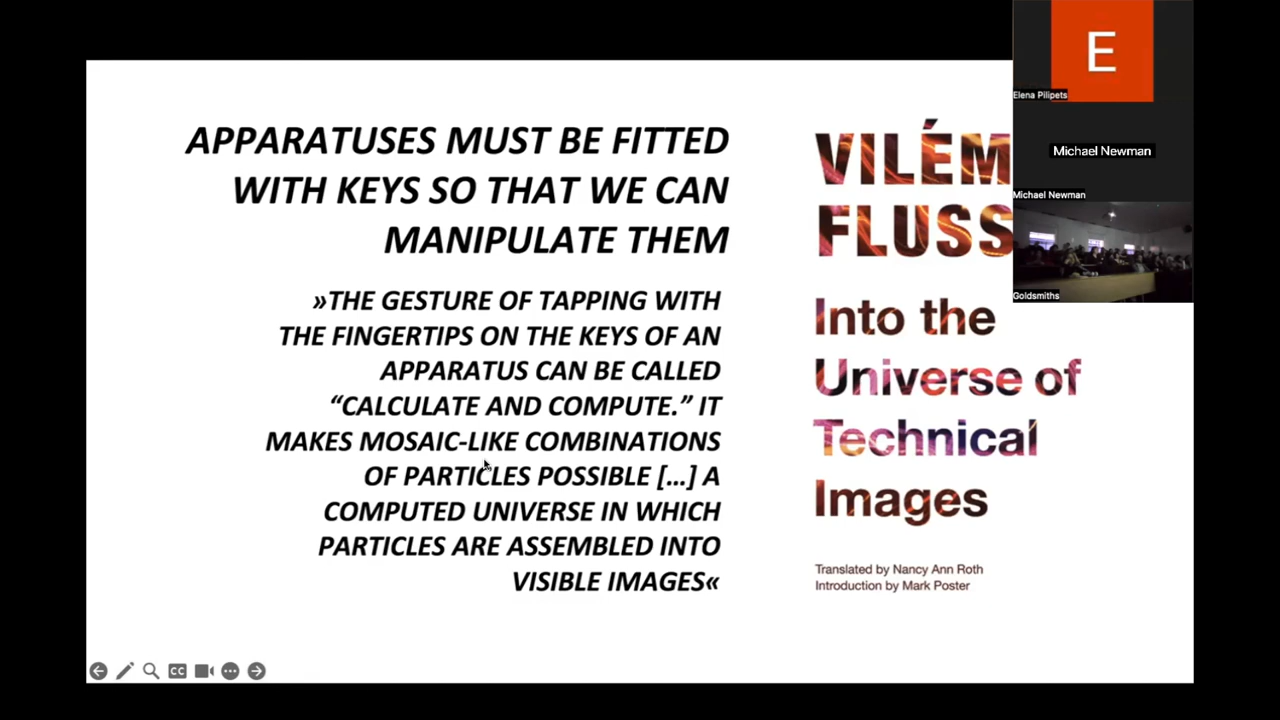 APPARATUSES MUST BE FITTED
WITH KEYS SO THAT WE CAN
MANIPULATE THEM
»THE GESTURE OF TAPPING WITH
THE FINGERTIPS ON THE KEYS OF AN
APPARATUS CAN BE CALLED
“CALCULATE AND COMPUTE.” IT
MAKES MOSAIC-LIKE COMBINATIONS
OF PARTICLES POSSIBLE [...] A
COMPUTED UNIVERSE IN WHICH
PARTICLES ARE ASSEMBLED INTO
VISIBLE IMAGES«
VILÉM
FLUSS
Into the
Universe of
Technical
Images
Translated by Nancy Ann Roth
Introduction by Mark Poster
E
Elena Pilipets
Michael Newman
Michael Newman
Goldsmiths
CC